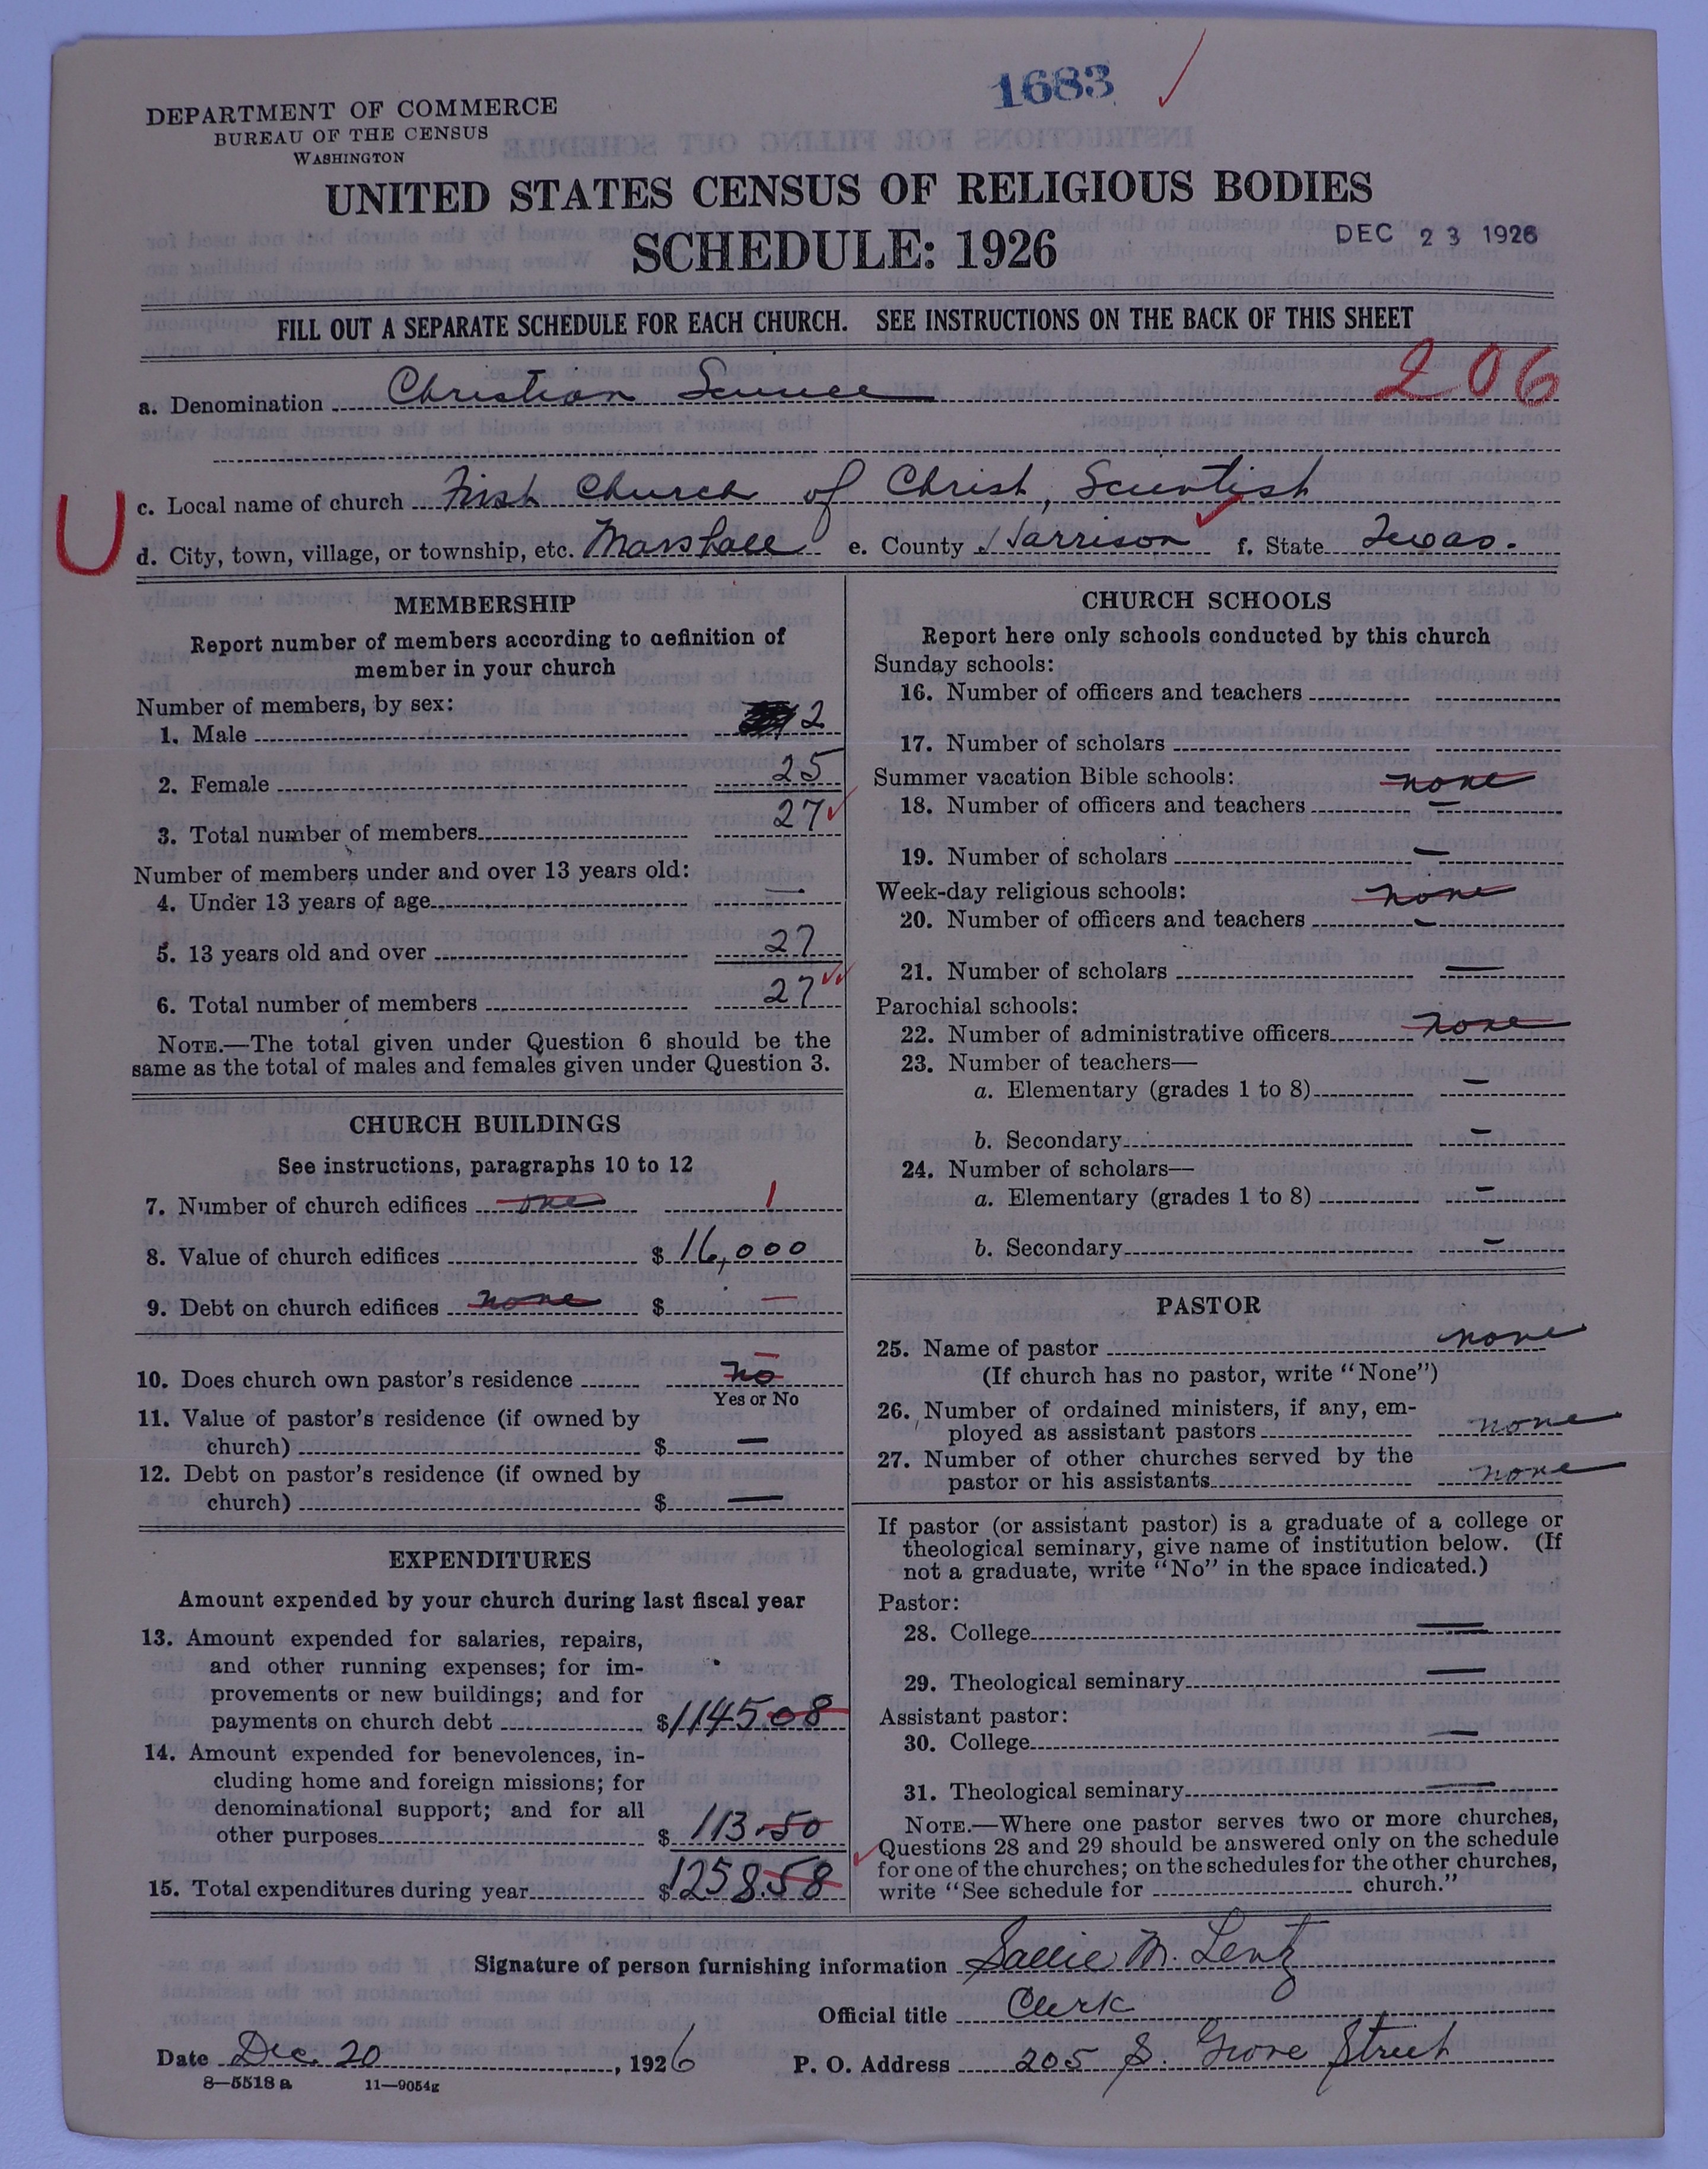 1683
DEPARTMENT OF COMMERCE
BUREAU OF THE CENSUS
WASHINGTON
UNITED STATES CENSUS OF RELIGIOUS BODIES
SCHEDULE: 1926
DEC 23 1926
FILL OUT A SEPARATE SCHEDULE FOR EACH CHURCH. SEE INSTRUCTIONS ON THE BACK OF THIS SHEET
206
a. Denomination Christian Science
c. Local name of church First Church of Christ, Scientist
U
d. City, town, village, or township, etc. Marshall e. County Harrison f. State Texas.
MEMBERSHIP
Report number of members according to definition of
member in your church
Number of members, by sex:
1. Male 2
2. Female 25
3. Total number of members 27
Number of members under and over 13 years old:
4. Under 13 years of age —
5. 13 years old and over 27
6. Total number of members 27
NOTE.—The total given under Question 6 should be the
same as the total of males and females given under Question 3.
CHURCH BUILDINGS
See instructions, paragraphs 10 to 12
7. Number of church edifices one 1
8. Value of church edifices $ 16,000
9. Debt on church edifices none $ —
10. Does church own pastor's residence no
Yes or No
11. Value of pastor's residence (if owned by
church) $ —
12. Debt on pastor's residence (if owned by
church) $ —
EXPENDITURES
Amount expended by your church during last fiscal year
13. Amount expended for salaries, repairs,
and other running expenses; for im-
provements or new buildings; and for
payments on church debt $ 1145.08
14. Amount expended for benevolences, in-
cluding home and foreign missions; for
denominational support; and for all
other purposes $ 113.50
15. Total expenditures during year $ 1258.58
CHURCH SCHOOLS
Report here only schools conducted by this church
Sunday schools:
16. Number of officers and teachers
17. Number of scholars
Summer vacation Bible schools: none
18. Number of officers and teachers —
19. Number of scholars —
Week-day religious schools: none
20. Number of officers and teachers —
21. Number of scholars —
Parochial schools:
22. Number of administrative officers none
23. Number of teachers—
a. Elementary (grades 1 to 8) —
b. Secondary —
24. Number of scholars—
a. Elementary (grades 1 to 8) —
b. Secondary —
PASTOR
25. Name of pastor none
(If church has no pastor, write "None")
26. Number of ordained ministers, if any, em-
ployed as assistant pastors none
27. Number of other churches served by the
pastor or his assistants none
If pastor (or assistant pastor) is a graduate of a college or
theological seminary, give name of institution below. (If
not a graduate, write "No" in the space indicated.)
Pastor:
28. College —
29. Theological seminary —
Assistant pastor:
30. College —
31. Theological seminary —
NOTE.—Where one pastor serves two or more churches,
Questions 28 and 29 should be answered only on the schedule
for one of the churches; on the schedules for the other churches,
write "See schedule for church."
Signature of person furnishing information Sallie M. Lentz
Official title Clerk
Date Dec. 20, 1926 P. O. Address 205 S. Grove Street
8—5518a 11—9054g